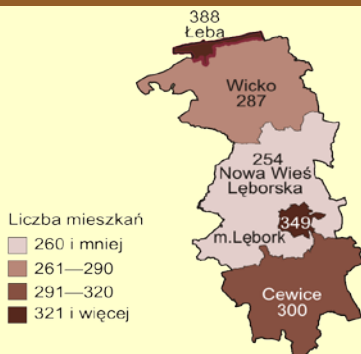 388
Łeba
Wicko
287
254
Nowa Wieś
Lęborska
349
m.Lębork
Cewice
300
Liczba mieszkań
260 i mniej
261—290
291—320
321 i więcej